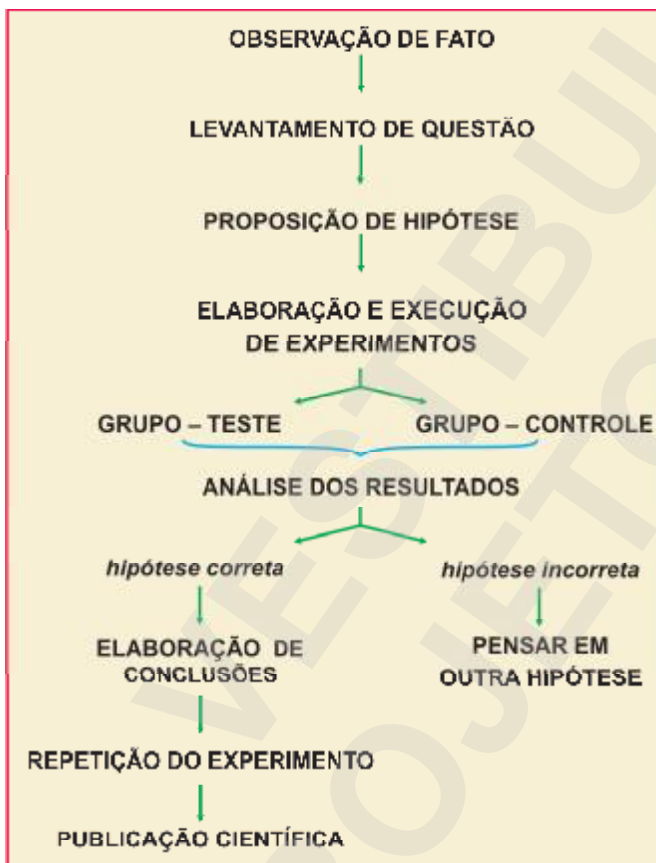 OBSERVAÇÃO DE FATO
LEVANTAMENTO DE QUESTÃO
PROPOSIÇÃO DE HIPÓTESE
ELABORAÇÃO E EXECUÇÃO
DE EXPERIMENTOS
GRUPO – TESTE
GRUPO – CONTROLE
ANÁLISE DOS RESULTADOS
hipótese correta
hipótese incorreta
ELABORAÇÃO DE
CONCLUSÕES
PENSAR EM
OUTRA HIPÓTESE
REPETIÇÃO DO EXPERIMENTO
PUBLICAÇÃO CIENTÍFICA